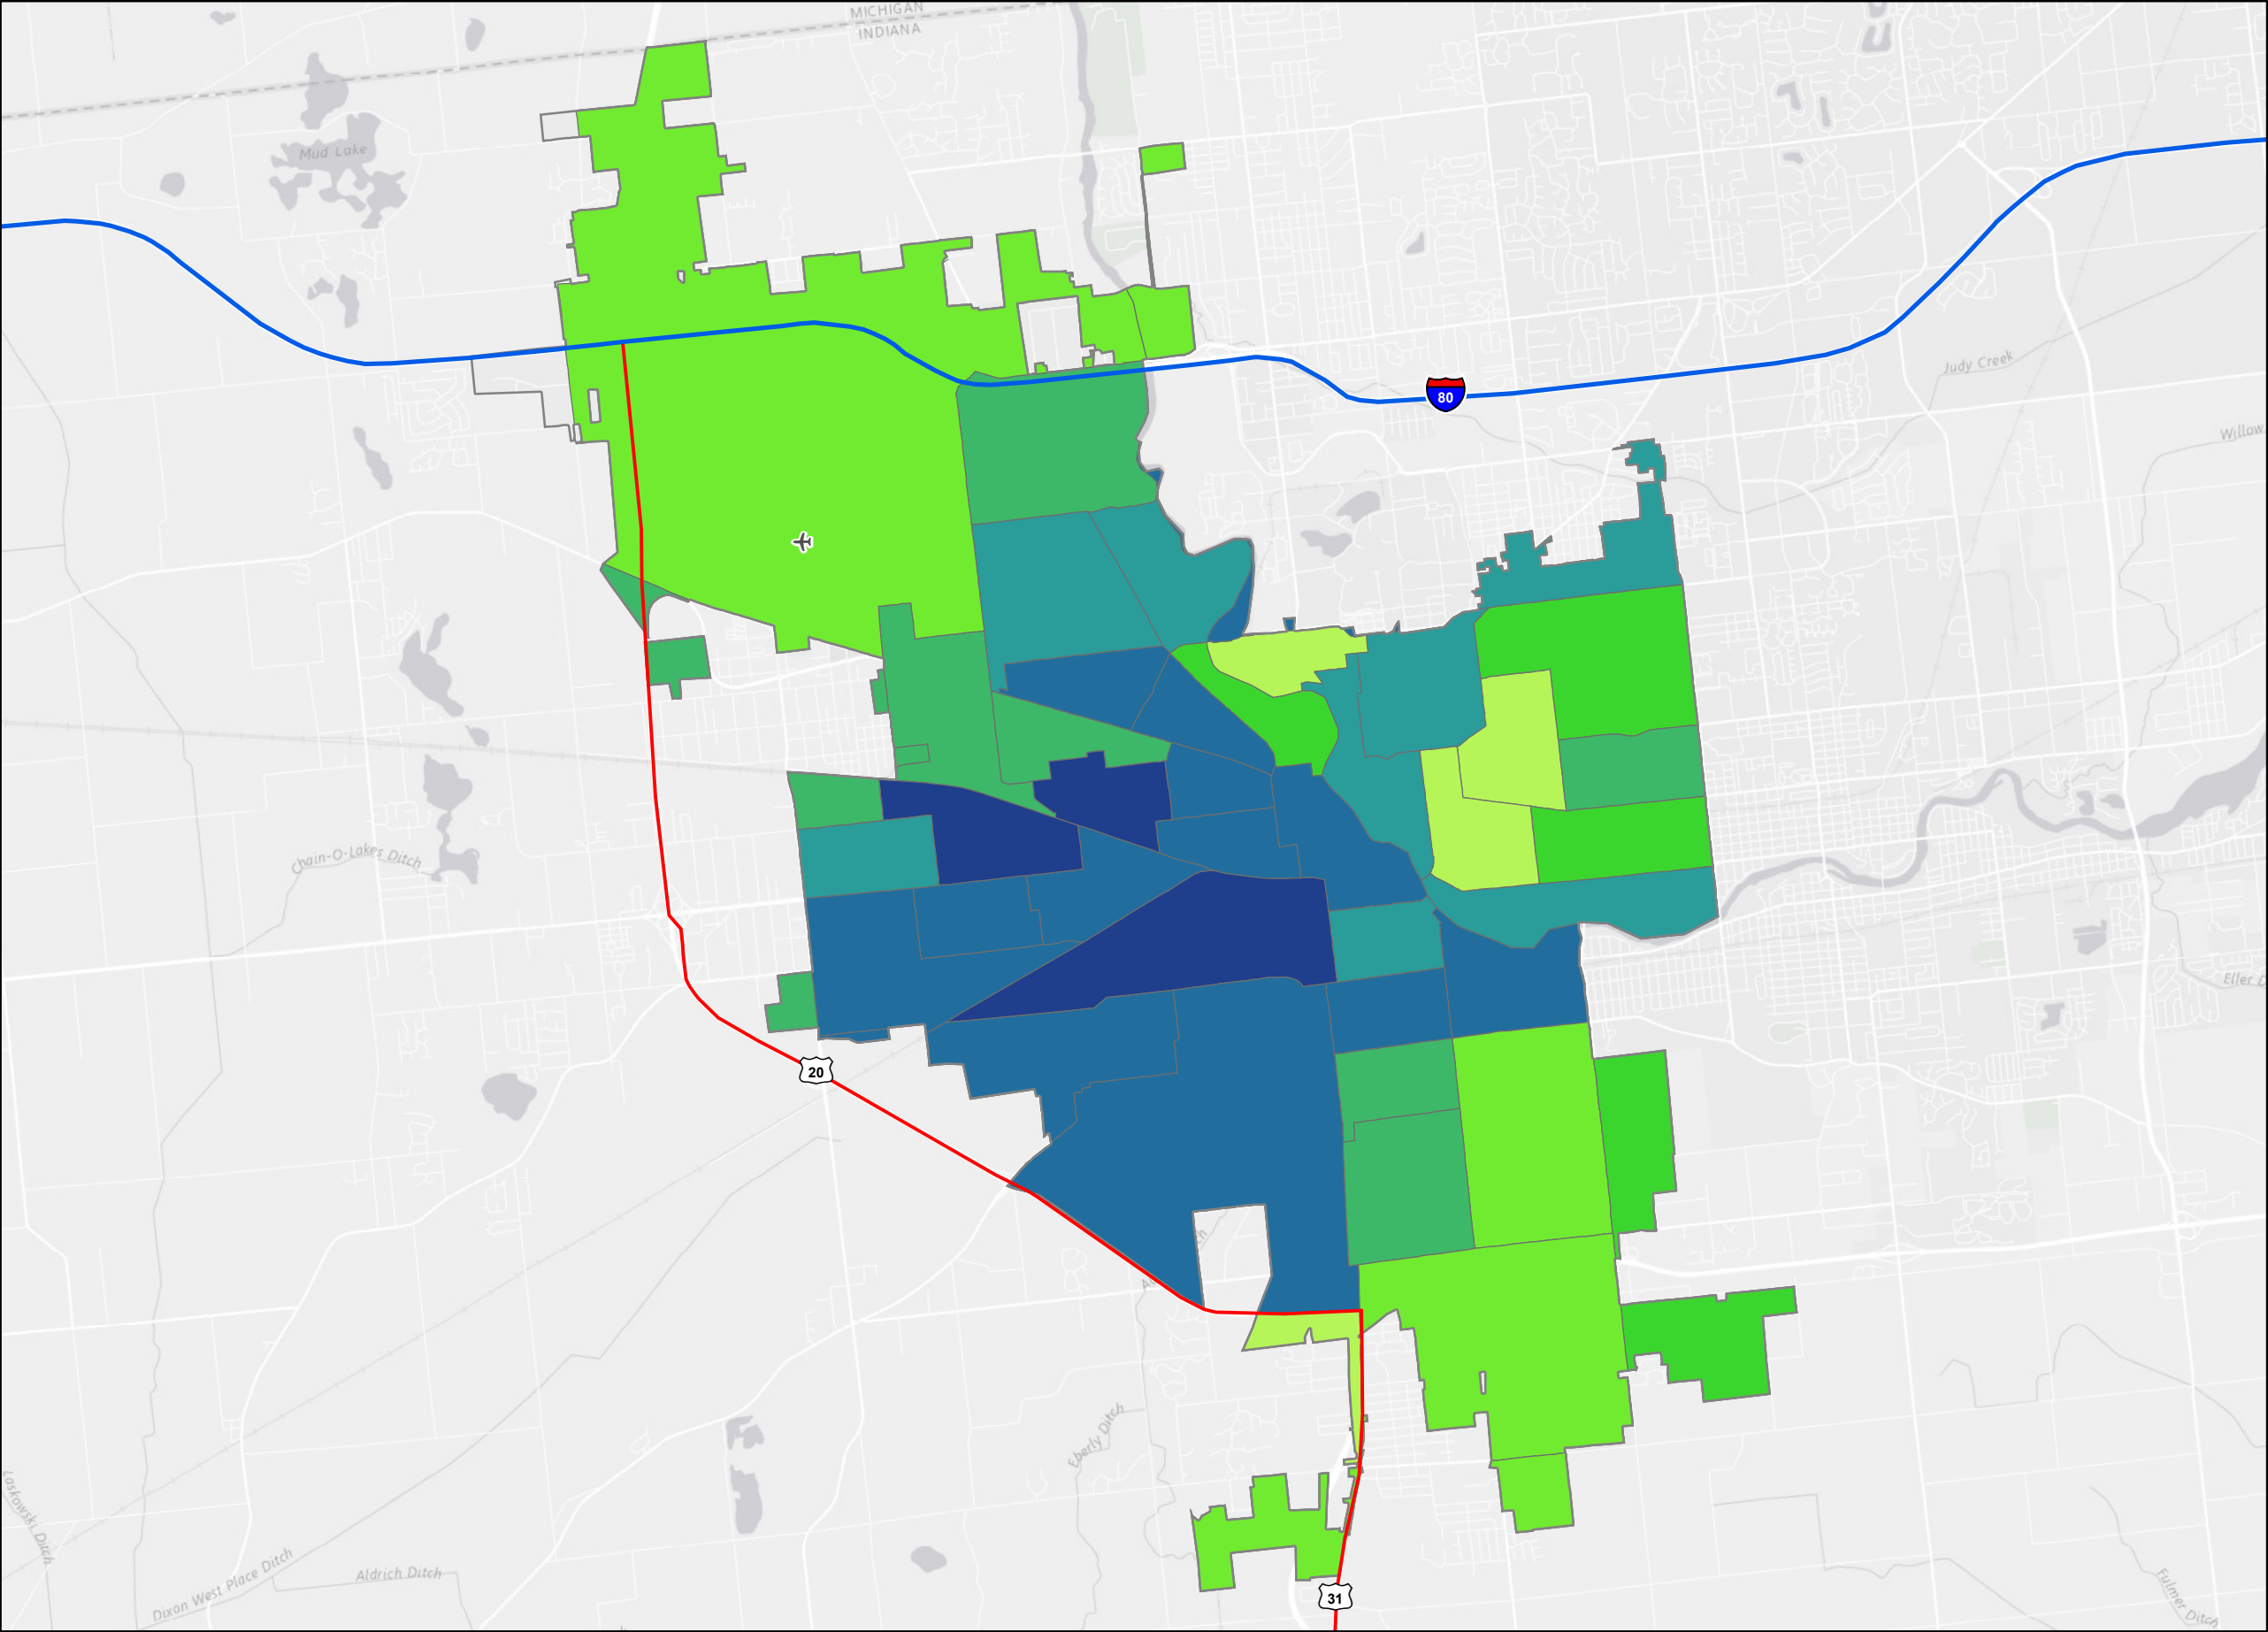 MICHIGAN
INDIANA
Mud Lake
Judy Creek
80
Willow
Chain-O-Lakes Ditch
Eller D
20
Eberly Ditch
Laskowski Ditch
Dixon West Place Ditch
Aldrich Ditch
31
Fulmer Ditch